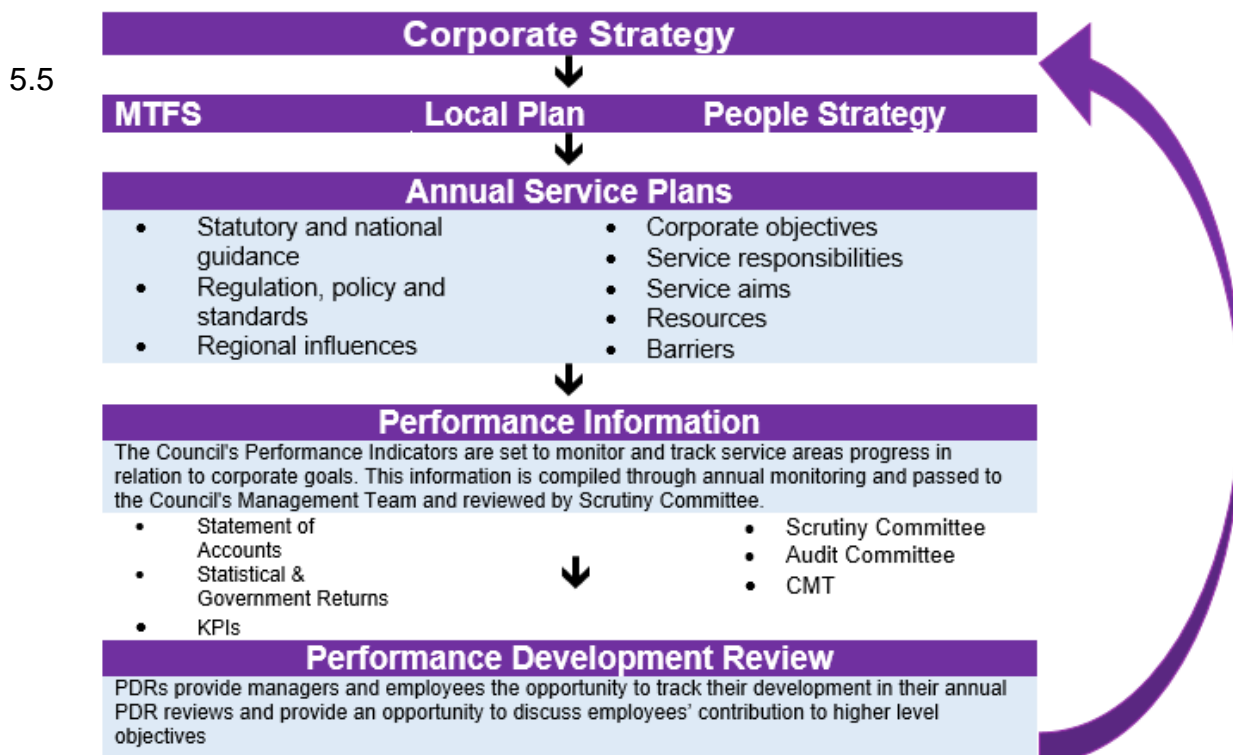 Corporate Strategy
5.5
MTFS Local Plan People Strategy
Annual Service Plans
• Statutory and national
guidance
• Regulation, policy and
standards
• Regional influences
• Corporate objectives
• Service responsibilities
• Service aims
• Resources
• Barriers
Performance Information
The Council's Performance Indicators are set to monitor and track service areas progress in
relation to corporate goals. This information is compiled through annual monitoring and passed to
the Council's Management Team and reviewed by Scrutiny Committee.
• Statement of
Accounts
• Statistical &
Government Returns
• KPIs
• Scrutiny Committee
• Audit Committee
• CMT
Performance Development Review
PDRs provide managers and employees the opportunity to track their development in their annual
PDR reviews and provide an opportunity to discuss employees' contribution to higher level
objectives